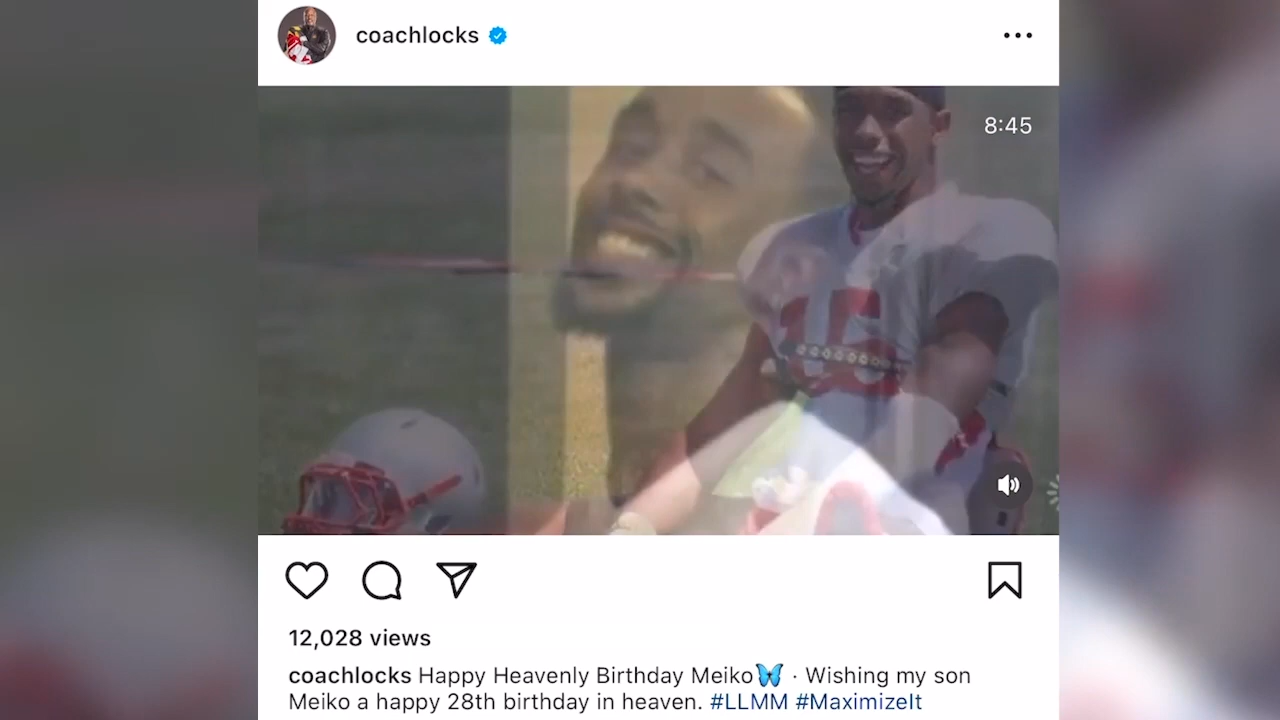 coachlocks
8:45
15
12,028 views
coachlocks Happy Heavenly Birthday Meiko🦋 · Wishing my son
Meiko a happy 28th birthday in heaven. #LLMM #MaximizeIt